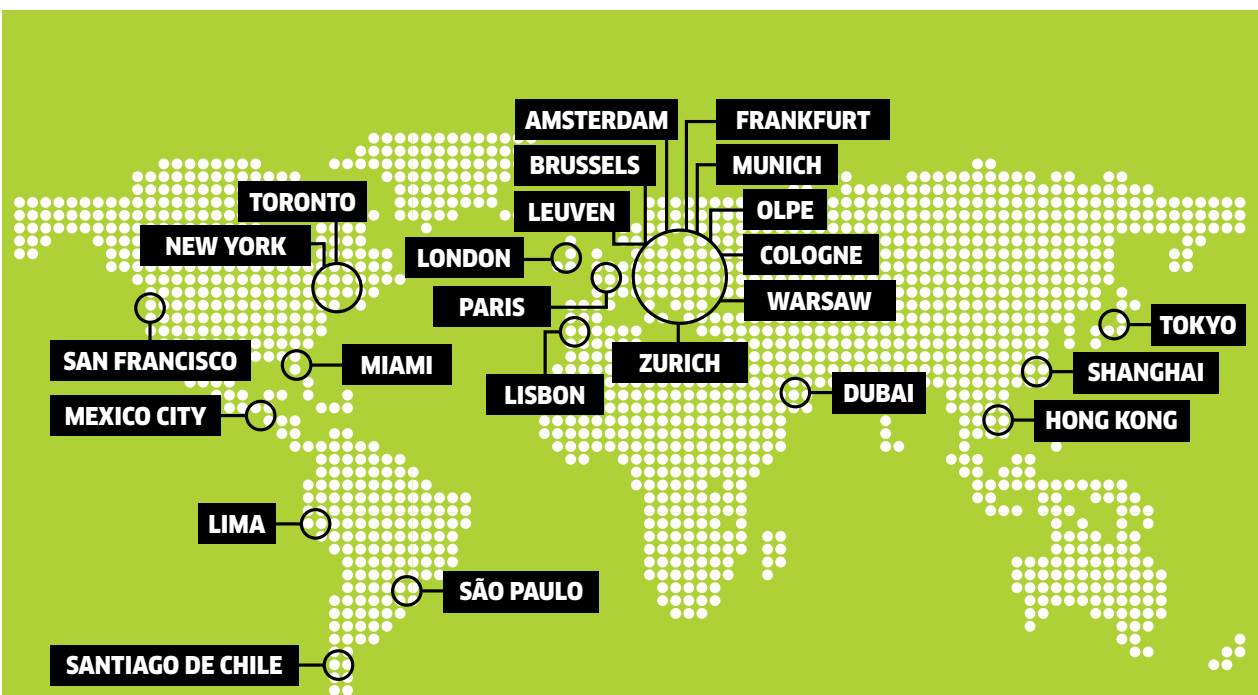 AMSTERDAM
FRANKFURT
BRUSSELS
MUNICH
TORONTO
LEUVEN
OLPE
NEW YORK
LONDON
COLOGNE
PARIS
WARSAW
TOKYO
SAN FRANCISCO
MIAMI
ZURICH
SHANGHAI
LISBON
DUBAI
MEXICO CITY
HONG KONG
LIMA
SÃO PAULO
SANTIAGO DE CHILE